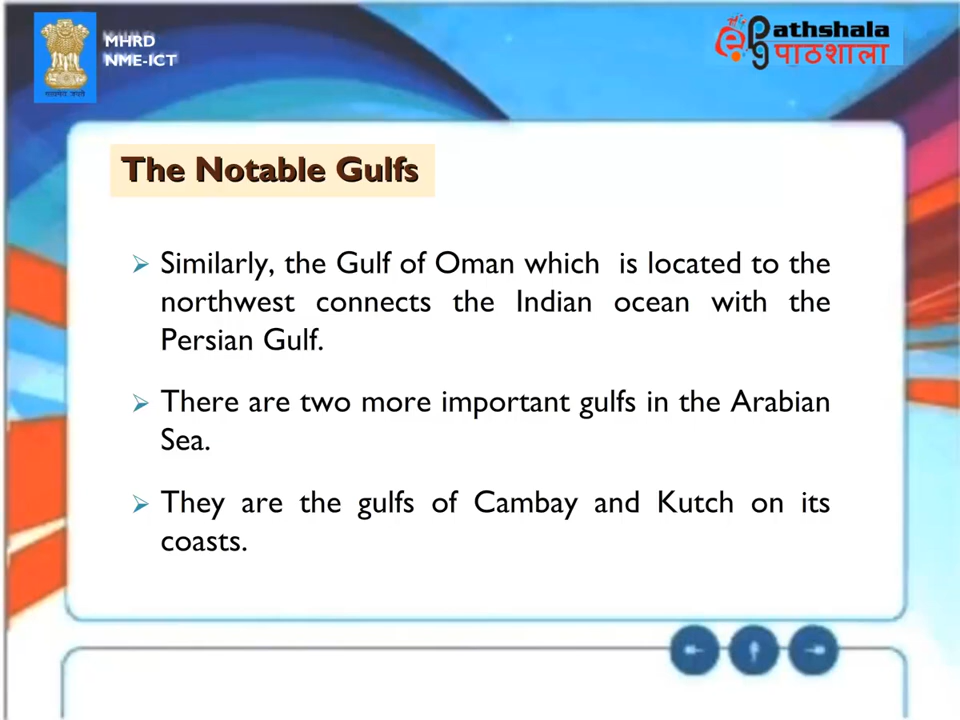 MHRD
NME-ICT
Pathshala
पाठशाला
The Notable Gulfs
Similarly, the Gulf of Oman which is located to the
northwest connects the Indian ocean with the
Persian Gulf.
There are two more important gulfs in the Arabian
Sea.
They are the gulfs of Cambay and Kutch on its
coasts.